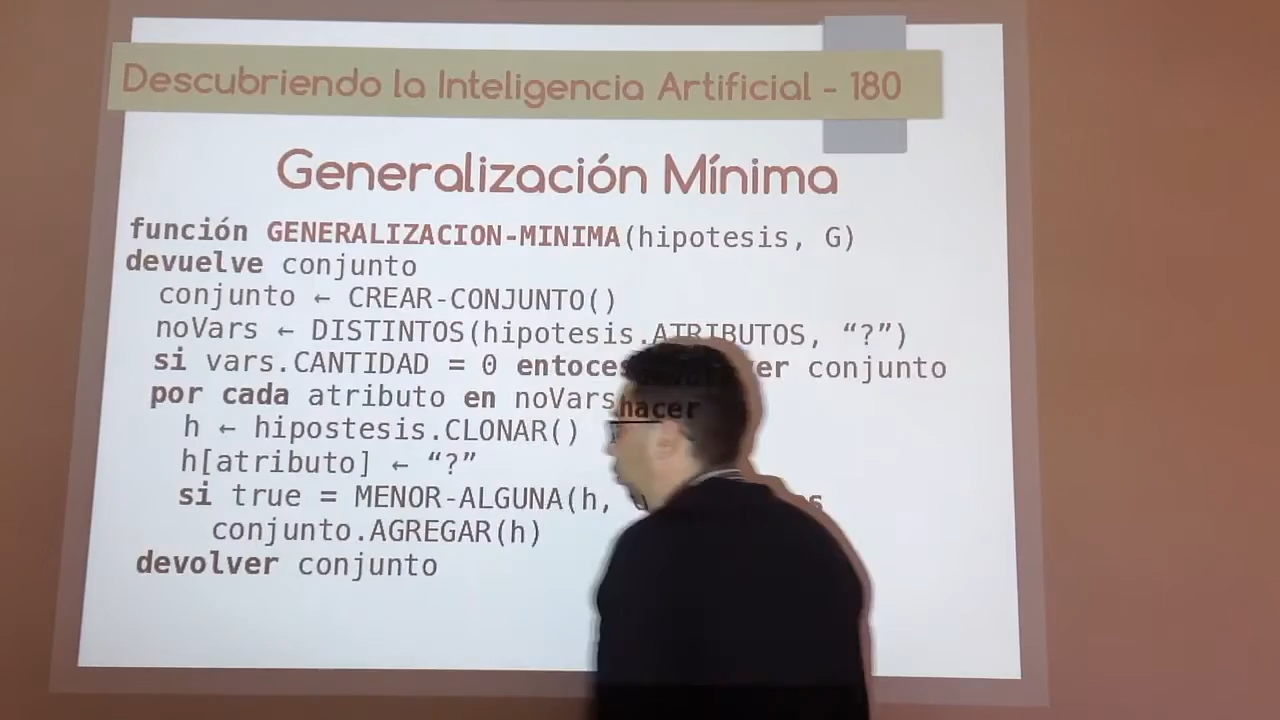 Descubriendo la Inteligencia Artificial - 180
Generalización Mínima
función GENERALIZACION-MINIMA(hipotesis, G)
devuelve conjunto
conjunto ← CREAR-CONJUNTO()
noVars ← DISTINTOS(hipotesis.ATRIBUTOS, “?”)
si vars.CANTIDAD = 0 entoces conjunto
por cada atributo en noVars hacer
h ← hipostesis.CLONAR()
h[atributo] ← “?”
si true = MENOR-ALGUNA(h,
conjunto.AGREGAR(h)
devolver conjunto